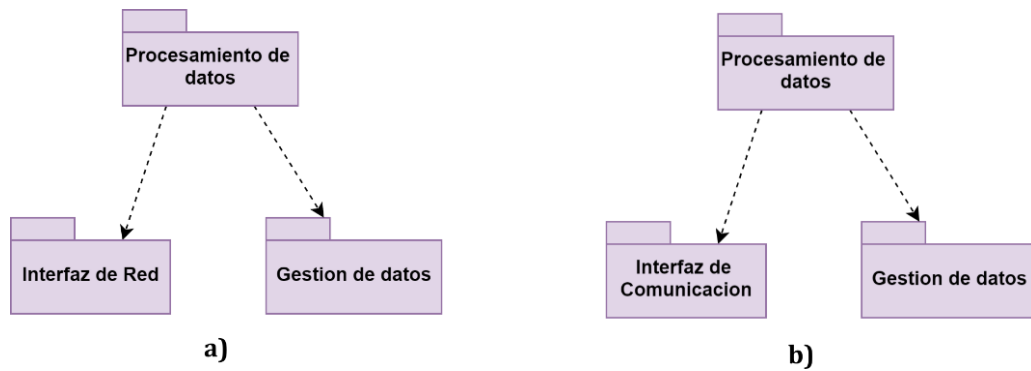 Procesamiento de
datos
Interfaz de Red
Gestion de datos
a)
Procesamiento de
datos
Interfaz de
Comunicacion
Gestion de datos
b)